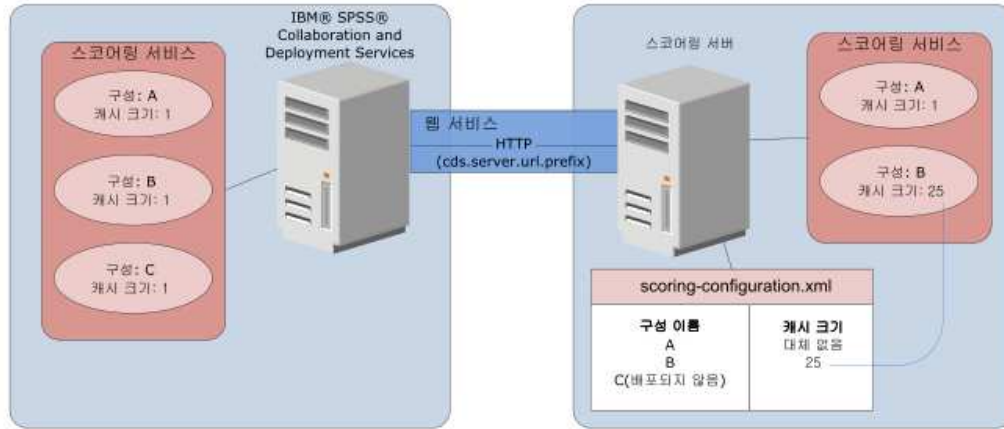 IBM® SPSS®
Collaboration and
Deployment Services
스코어링 서비스
구성: A
캐시 크기: 1
구성: B
캐시 크기: 1
구성: C
캐시 크기: 1
웹 서비스
HTTP
(cds.server.url.prefix)
스코어링 서버
스코어링 서비스
구성: A
캐시 크기: 1
구성: B
캐시 크기: 25
scoring-configuration.xml
구성 이름
A
B
C(배포되지 않음)
캐시 크기
대체 없음
25